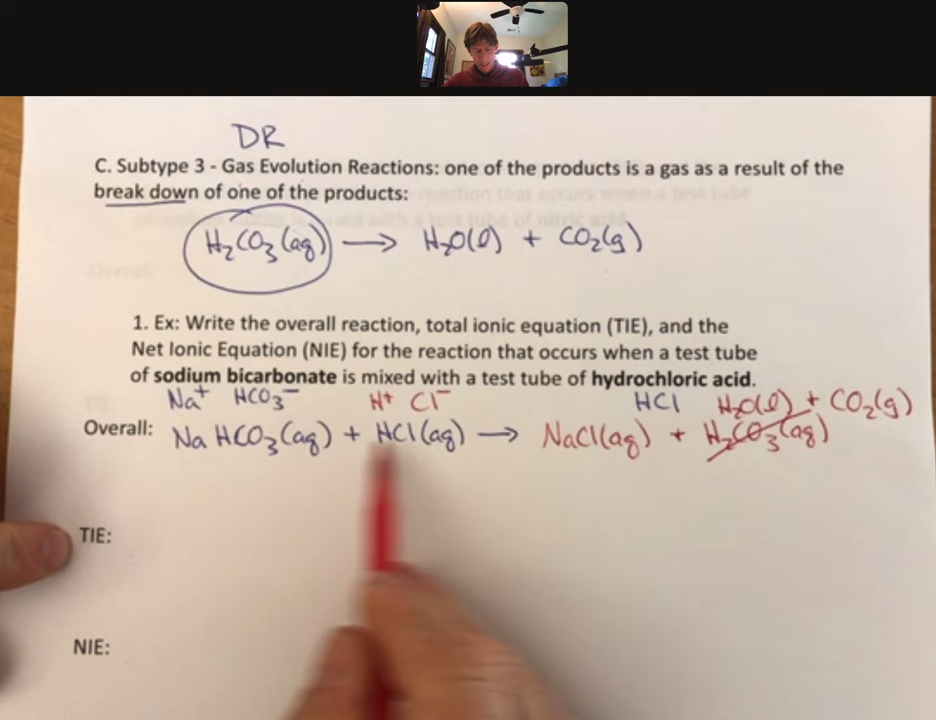 DR
C. Subtype 3 - Gas Evolution Reactions: one of the products is a gas as a result of the
break down of one of the products:
H₂CO₃(aq) → H₂O(l) + CO₂(g)
1. Ex: Write the overall reaction, total ionic equation (TIE), and the
Net Ionic Equation (NIE) for the reaction that occurs when a test tube
of sodium bicarbonate is mixed with a test tube of hydrochloric acid.
Na⁺ HCO₃⁻ H⁺ Cl⁻ HCl H₂O(l) + CO₂(g)
Overall: NaHCO₃(aq) + HCl(aq) → NaCl(aq) + H₂CO₃(aq)
TIE:
NIE: